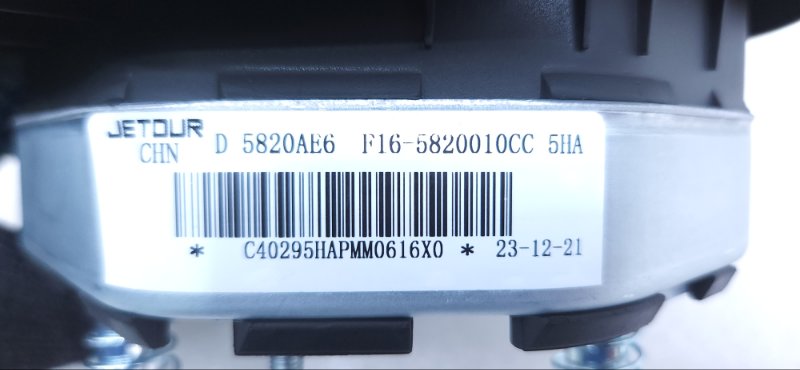 JETOUR
CHN D 5820AE6 F16-5820010CC 5HA
* C40295HAPMM0616X0 * 23-12-21